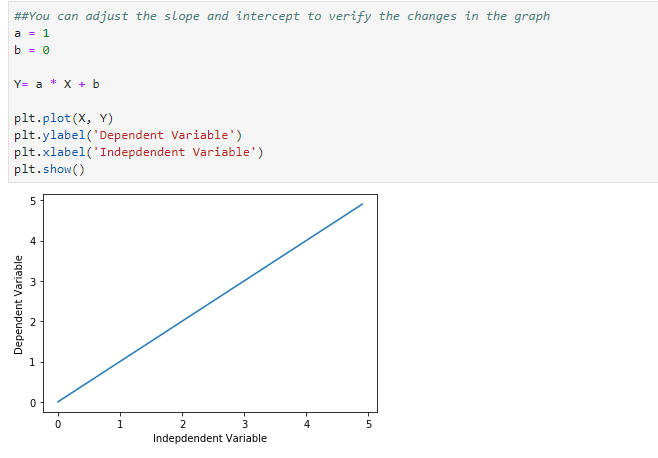 ##You can adjust the slope and intercept to verify the changes in the graph
a = 1
b = 0
Y= a * X + b
plt.plot(X, Y)
plt.ylabel('Dependent Variable')
plt.xlabel('Indepdendent Variable')
plt.show()
5
4
3
2
1
0
Dependent Variable
0 1 2 3 4 5
Indepdendent Variable